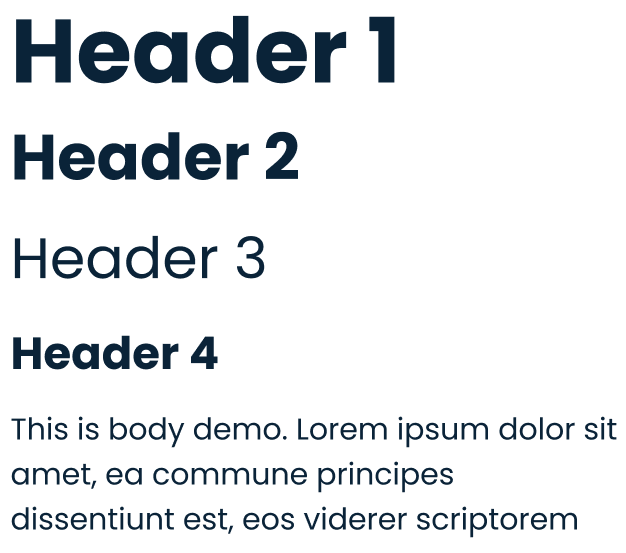 Header 1
Header 2
Header 3
Header 4
This is body demo. Lorem ipsum dolor sit
amet, ea commune principes
dissentiunt est, eos viderer scriptorem